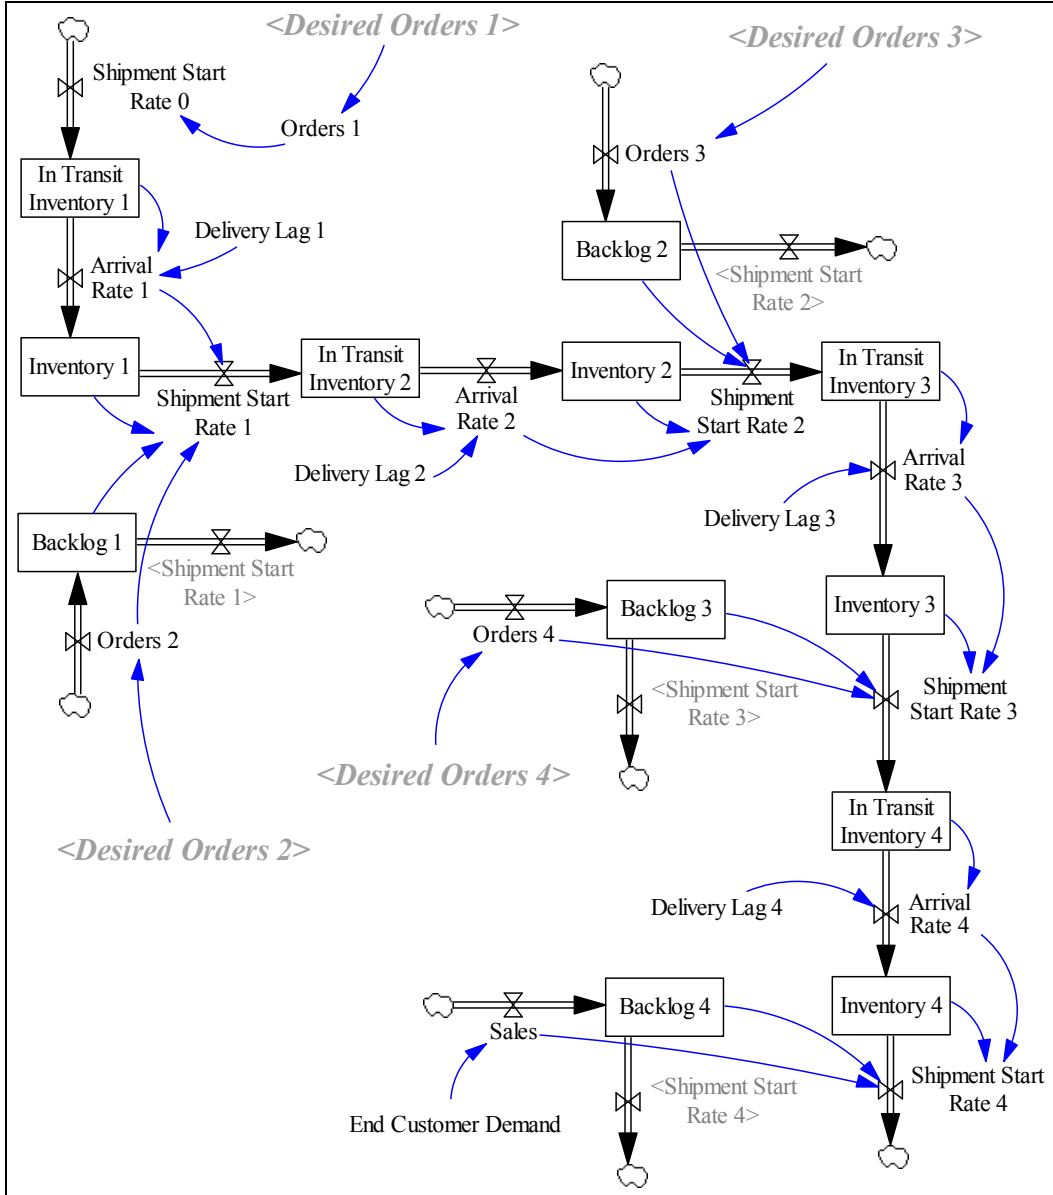 <Desired Orders 1>
<Desired Orders 3>
Shipment Start
Rate 0
Orders 1
Orders 3
In Transit
Inventory 1
Delivery Lag 1
Backlog 2
Arrival
Rate 1
<Shipment Start
Rate 2>
Inventory 1
In Transit
Inventory 2
Inventory 2
In Transit
Inventory 3
Shipment Start
Rate 1
Arrival
Rate 2
Shipment
Start Rate 2
Delivery Lag 2
Arrival
Rate 3
Delivery Lag 3
Backlog 1
<Shipment Start
Rate 1>
Backlog 3
Inventory 3
Orders 2
Orders 4
<Shipment Start
Rate 3>
Shipment
Start Rate 3
<Desired Orders 4>
In Transit
Inventory 4
<Desired Orders 2>
Delivery Lag 4
Arrival
Rate 4
Backlog 4
Inventory 4
Sales
<Shipment Start
Rate 4>
Shipment Start
Rate 4
End Customer Demand